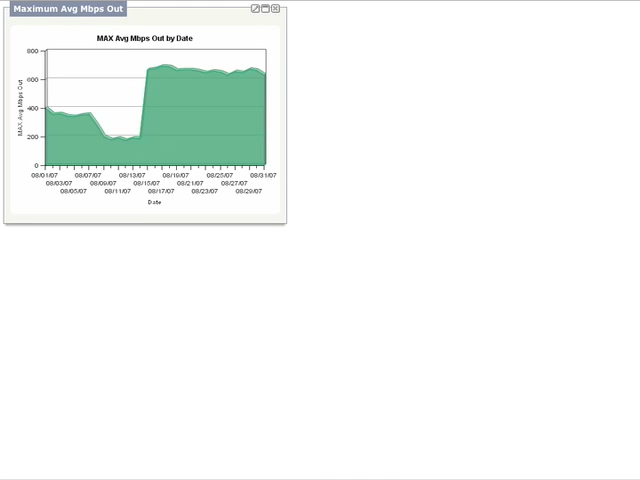 Maximum Avg Mbps Out
MAX Avg Mbps Out by Date
MAX Avg Mbps Out
800
600
400
200
0
08/01/07 08/07/07 08/13/07 08/19/07 08/25/07 08/31/07
08/03/07 08/09/07 08/15/07 08/21/07 08/27/07
08/05/07 08/11/07 08/17/07 08/23/07 08/29/07
Date